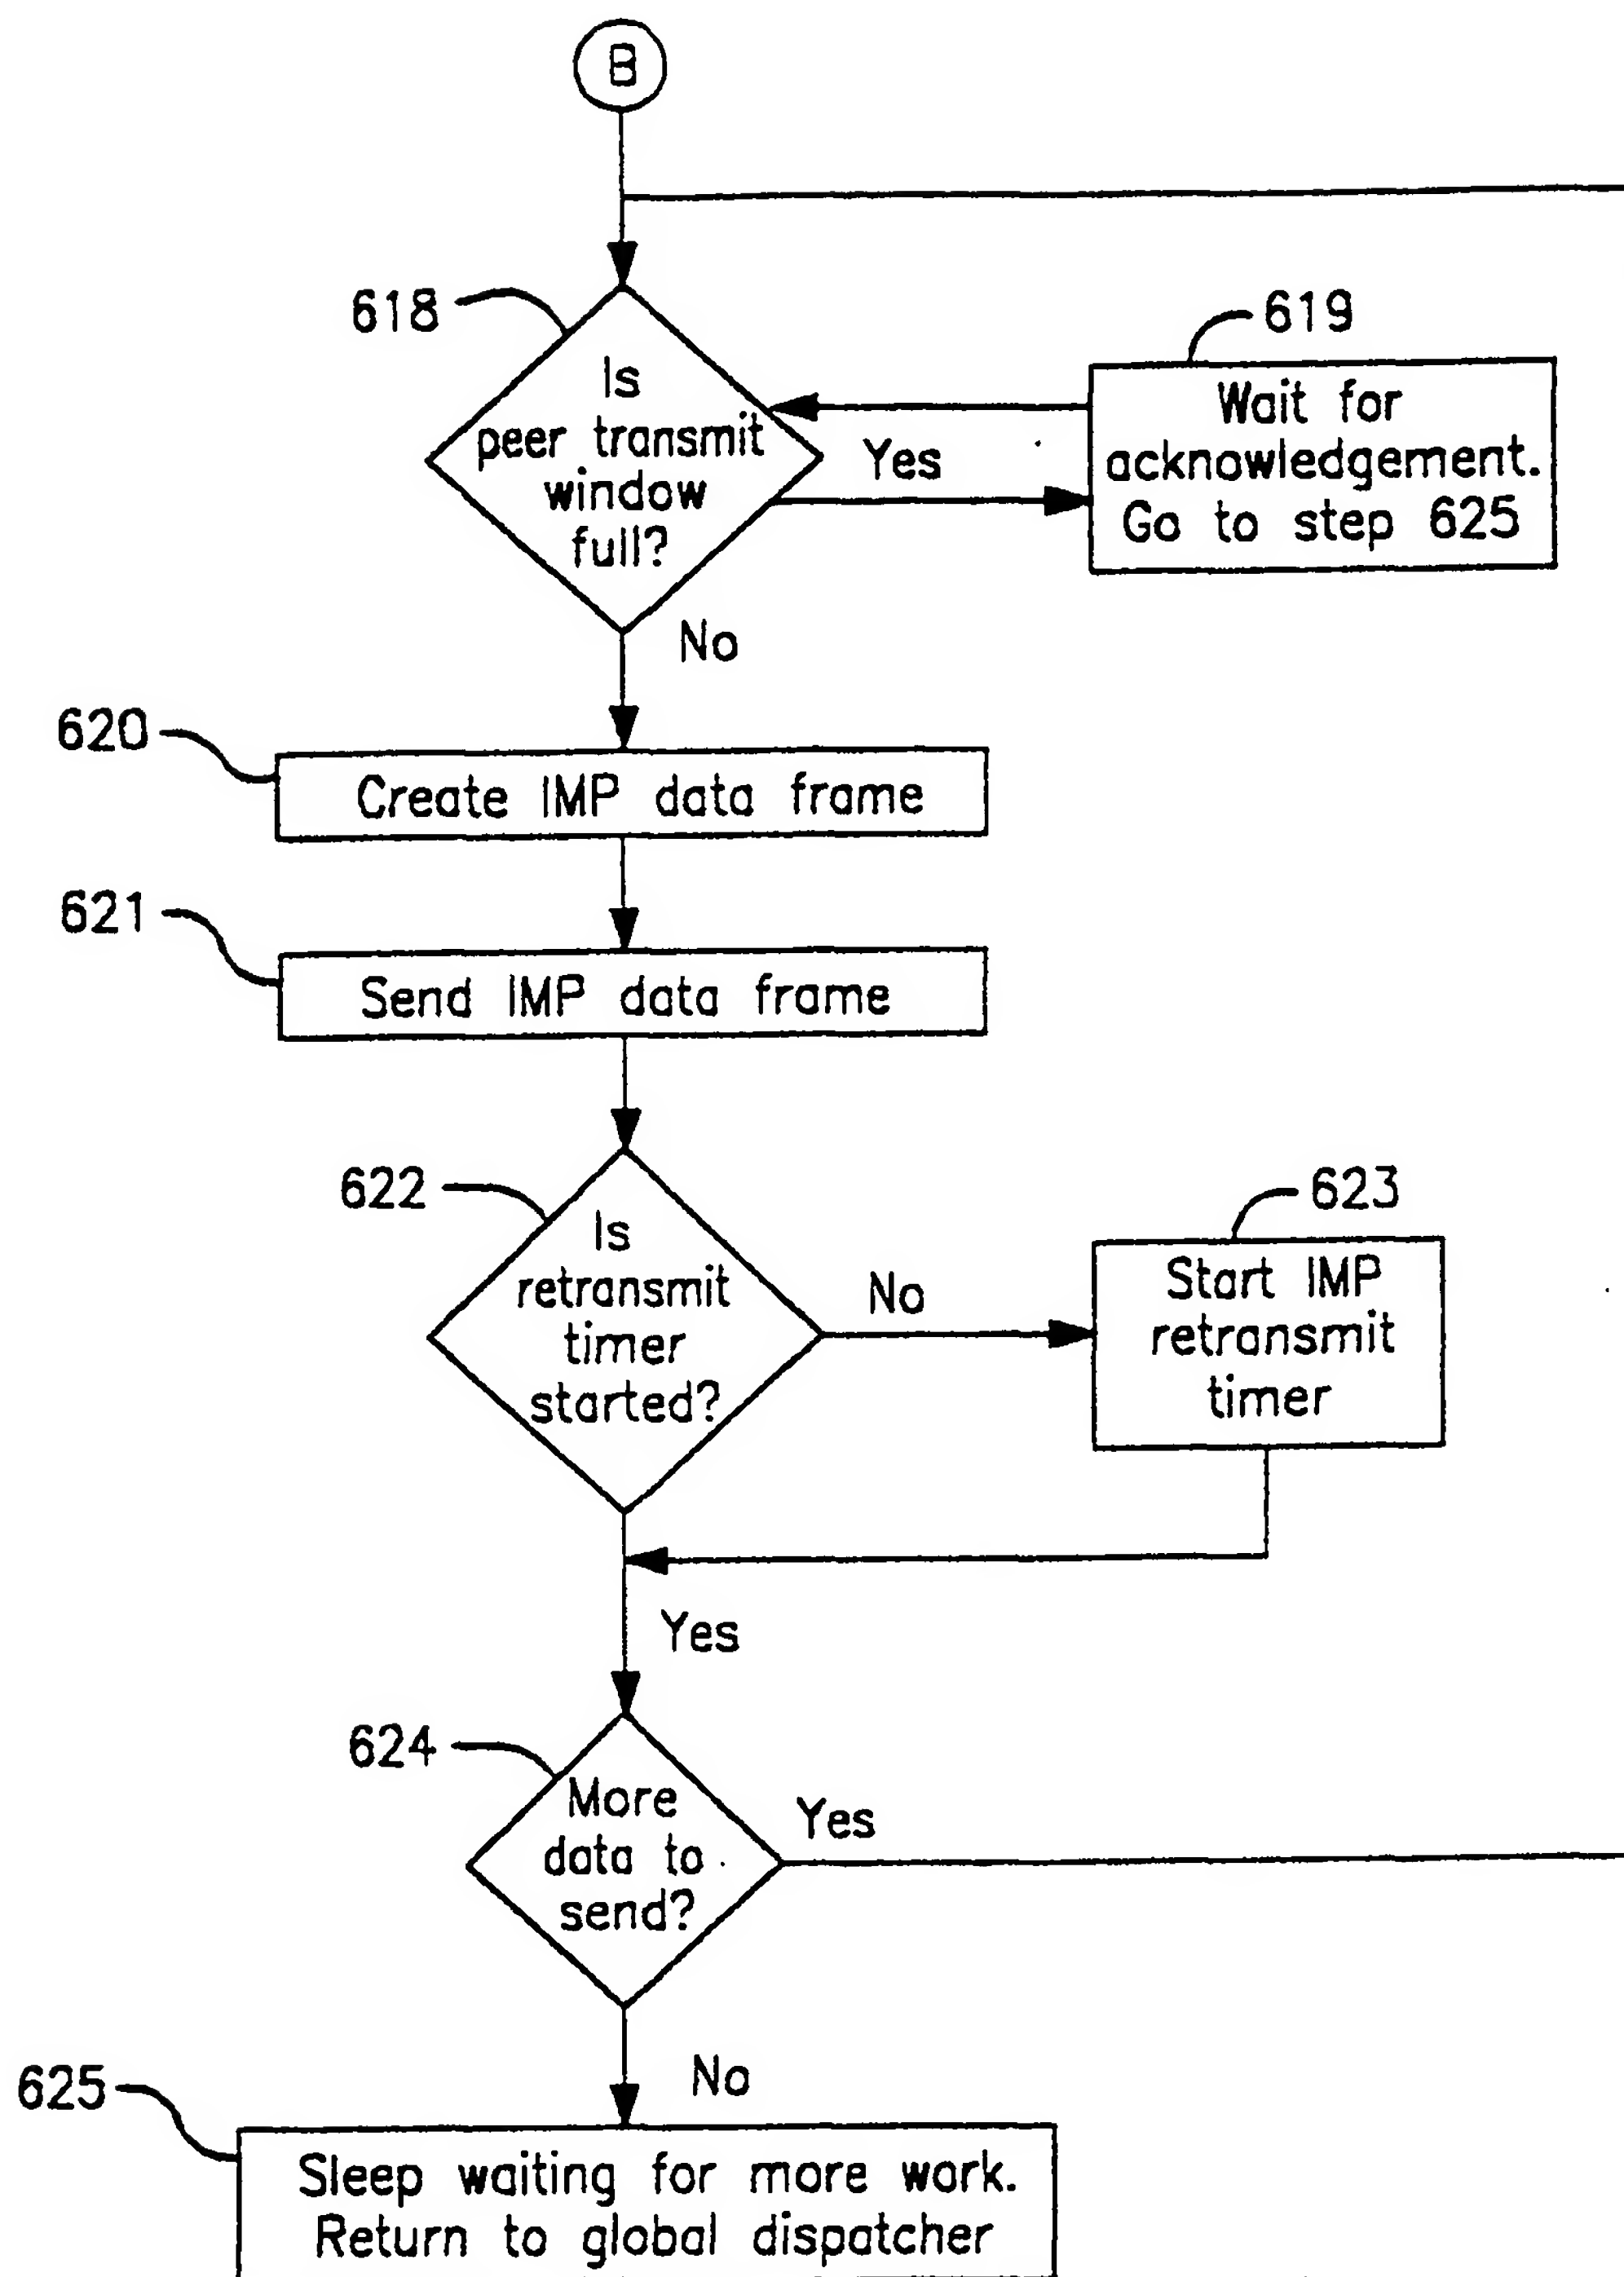 B
618
Is
peer transmit
window
full?
Yes
619
Wait for
acknowledgement.
Go to step 625
No
620
Create IMP data frame
621
Send IMP data frame
622
Is
retransmit
timer
started?
No
623
Start IMP
retransmit
timer
Yes
624
More
data to
send?
Yes
No
625
Sleep waiting for more work.
Return to global dispatcher